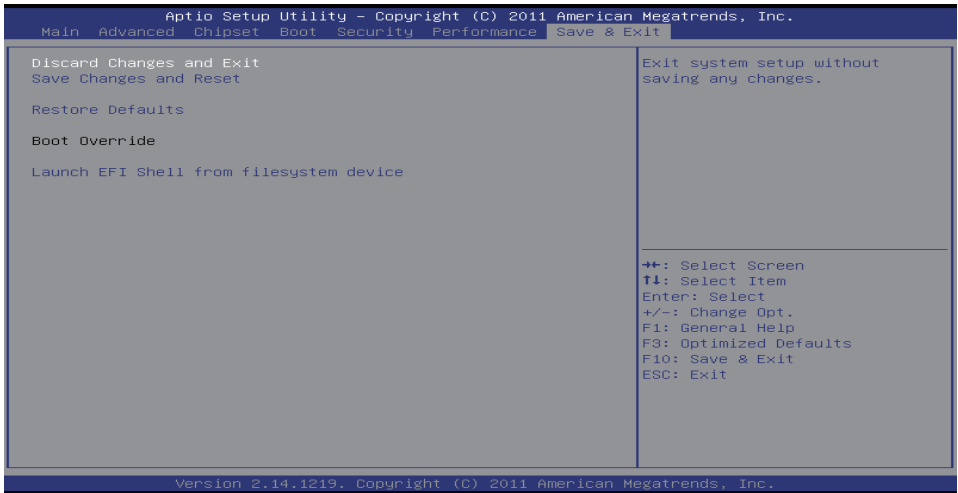 Aptio Setup Utility – Copyright (C) 2011 American Megatrends, Inc.
Main Advanced Chipset Boot Security Performance Save & Exit
Discard Changes and Exit
Save Changes and Reset
Restore Defaults
Boot Override
Launch EFI Shell from filesystem device
Exit system setup without
saving any changes.
→←: Select Screen
↑↓: Select Item
Enter: Select
+/-: Change Opt.
F1: General Help
F3: Optimized Defaults
F10: Save & Exit
ESC: Exit
Version 2.14.1219. Copyright (C) 2011 American Megatrends, Inc.